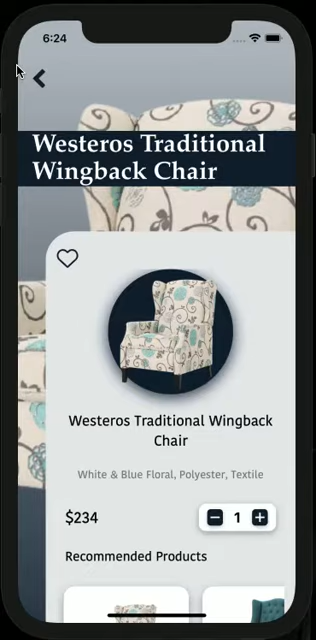 6:24
Westeros Traditional
Wingback Chair
Westeros Traditional Wingback
Chair
White & Blue Floral, Polyester, Textile
$234
1
Recommended Products